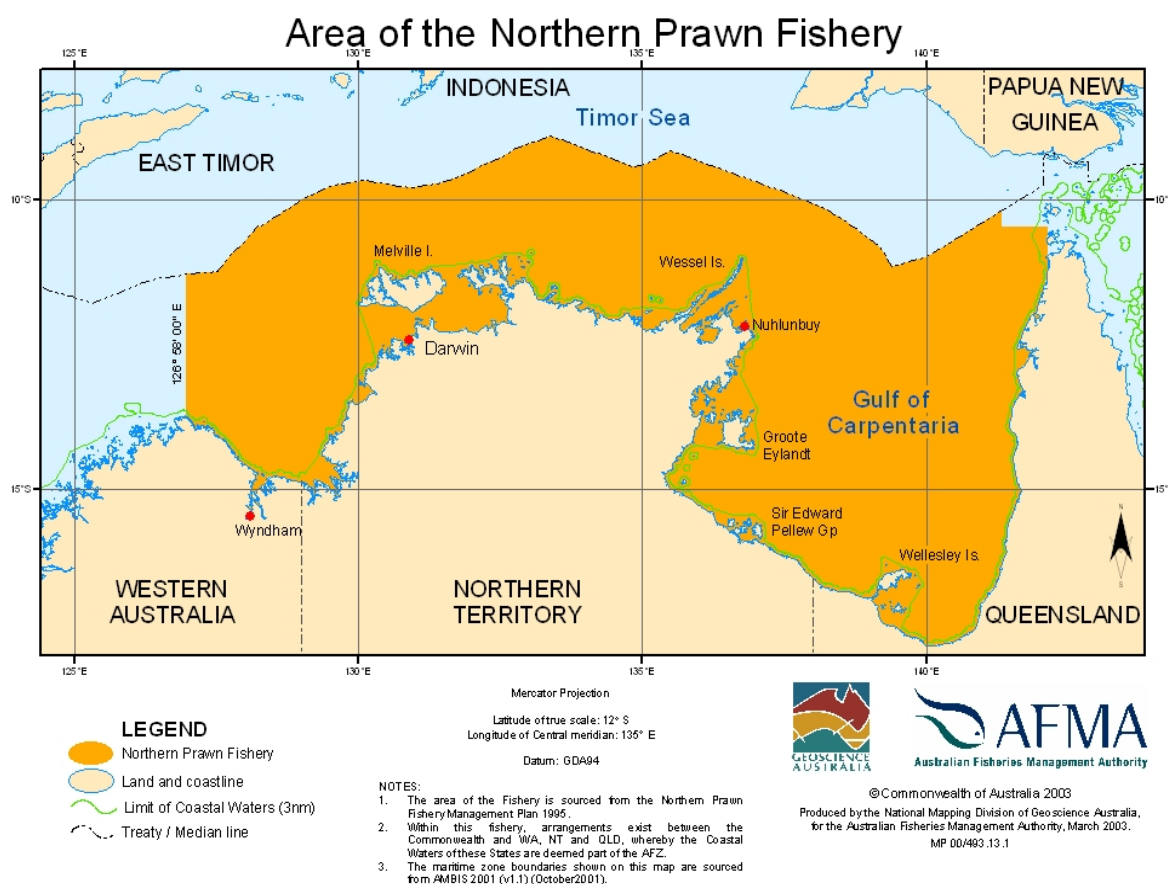 Area of the Northern Prawn Fishery
125°E
130°E
135°E
140°E
INDONESIA
PAPUA NEW
GUINEA
Timor Sea
EAST TIMOR
10°S
10°
Melville I.
Wessel Is.
126° 58' 00" E
Nuhlunbuy
Darwin
Gulf of
Carpentaria
Groote
Eylandt
15°S
15°
Sir Edward
Pellew Gp
Wyndham
N
Wellesley Is.
S
WESTERN
AUSTRALIA
NORTHERN
TERRITORY
QUEENSLAND
125°E
130°E
135°E
140°E
LEGEND
Northern Prawn Fishery
Land and coastline
Limit of Coastal Waters (3nm)
Treaty / Median line
Mercator Projection
Latitude of true scale: 12° S
Longitude of Central meridian: 135° E
Datum: GDA94
NOTES:
1. The area of the Fishery is sourced from the Northern Prawn
Fishery Management Plan 1995.
2. Within this fishery, arrangements exist between the
Commonwealth and WA, NT and QLD, whereby the Coastal
Waters of these States are deemed part of the AFZ.
3. The maritime zone boundaries shown on this map are sourced
from AMBIS 2001 (v1.1) (October2001).
GEOSCIENCE
AUSTRALIA
AFMA
Australian Fisheries Management Authority
©Commonwealth of Australia 2003
Produced by the National Mapping Division of Geoscience Australia,
for the Australian Fisheries Management Authority, March 2003.
MP 00/493.13.1